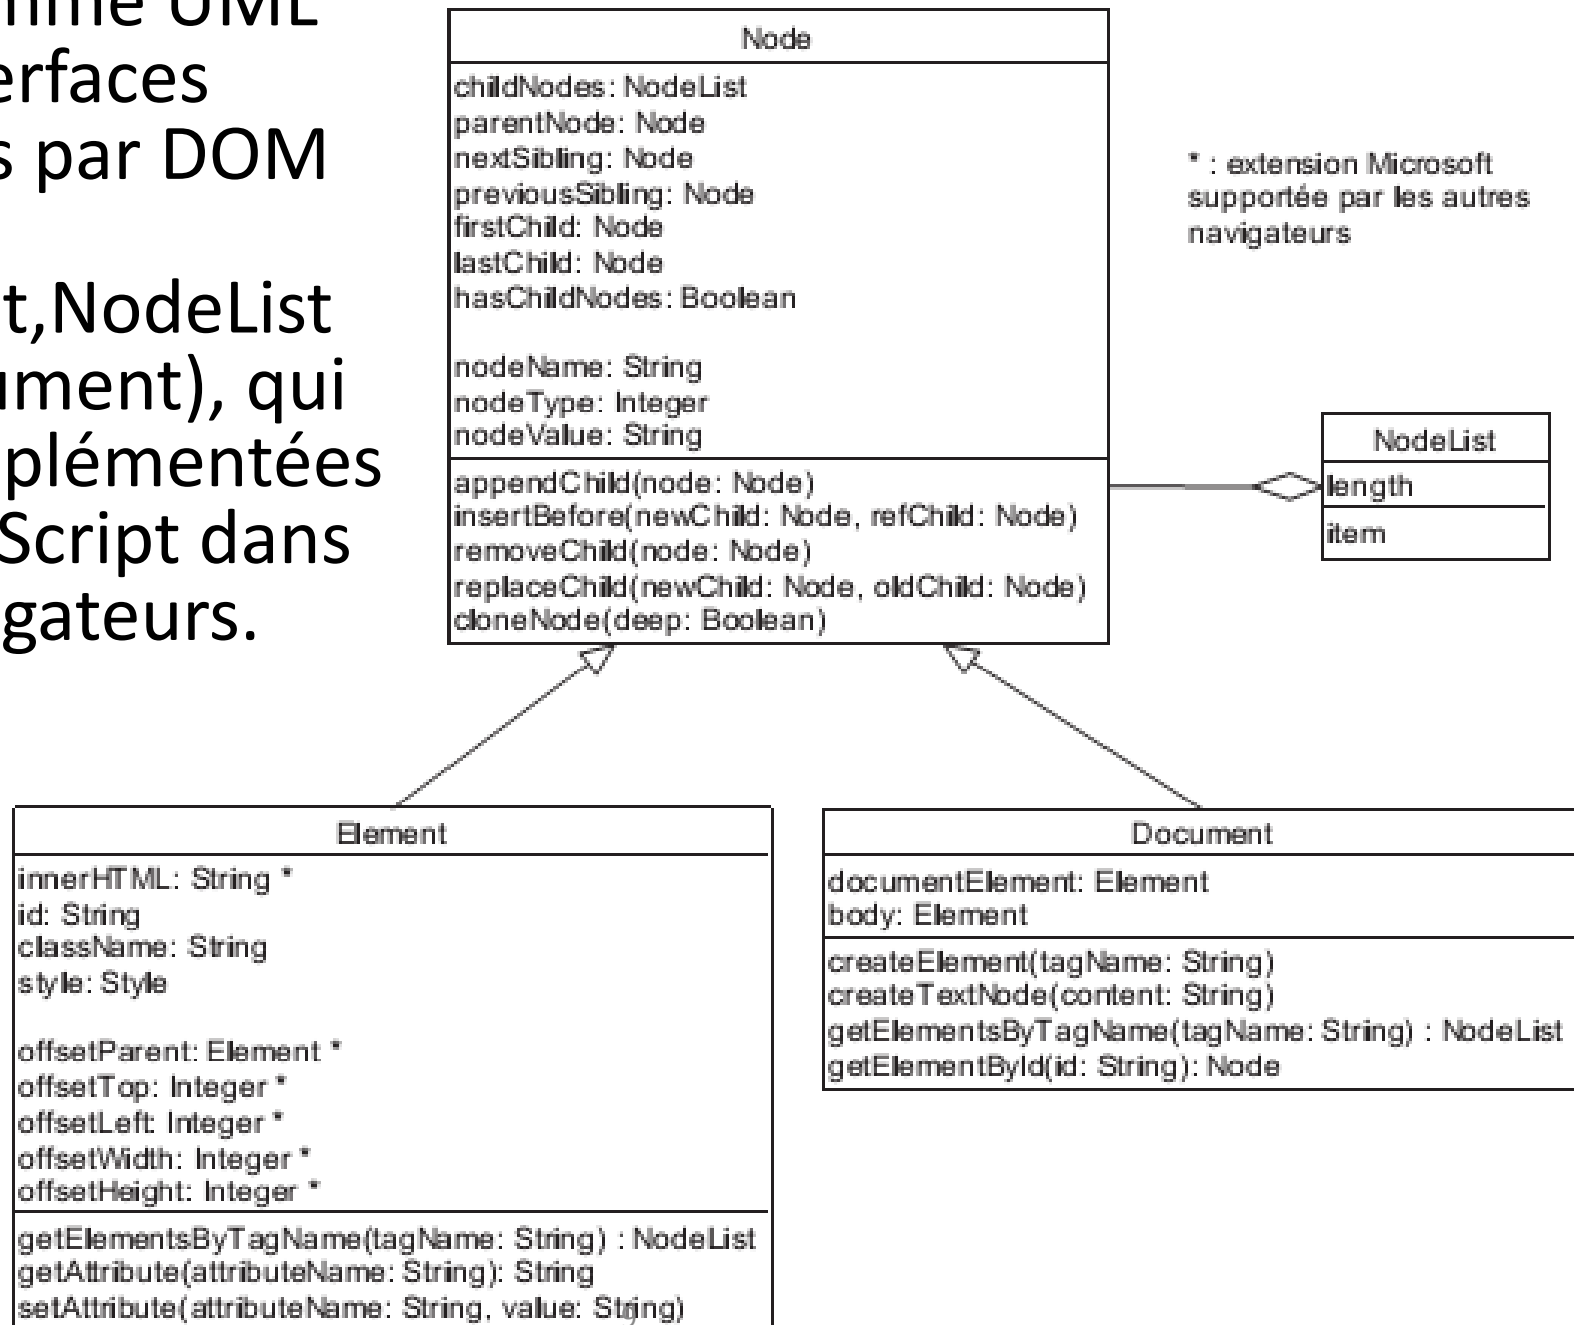 mme UML
erfaces
s par DOM
t,NodeList
ument), qui
plémentées
Script dans
gateurs.
Node
childNodes: NodeList
parentNode: Node
nextSibling: Node
previousSibling: Node
firstChild: Node
lastChild: Node
hasChildNodes: Boolean
nodeName: String
nodeType: Integer
nodeValue: String
appendChild(node: Node)
insertBefore(newChild: Node, refChild: Node)
removeChild(node: Node)
replaceChild(newChild: Node, oldChild: Node)
cloneNode(deep: Boolean)
* : extension Microsoft
supportée par les autres
navigateurs
NodeList
length
item
Element
innerHTML: String *
id: String
className: String
style: Style
offsetParent: Element *
offsetTop: Integer *
offsetLeft: Integer *
offsetWidth: Integer *
offsetHeight: Integer *
getElementsByTagName(tagName: String) : NodeList
getAttribute(attributeName: String): String
setAttribute(attributeName: String, value: String)
Document
documentElement: Element
body: Element
createElement(tagName: String)
createTextNode(content: String)
getElementsByTagName(tagName: String) : NodeList
getElementById(id: String): Node